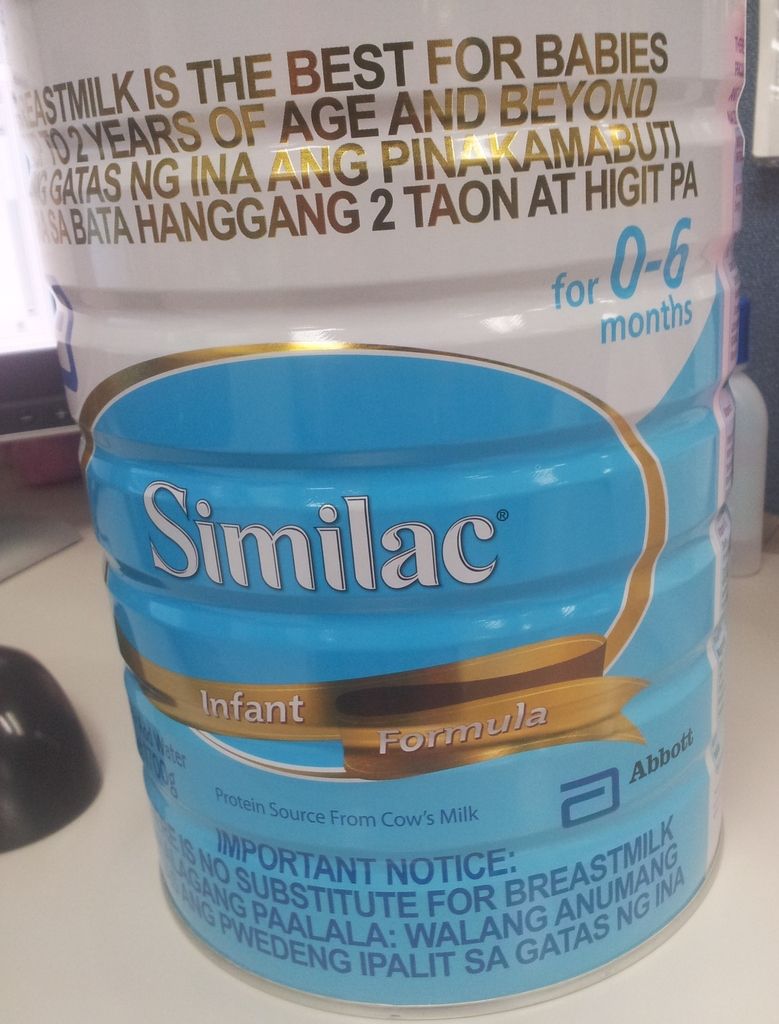 IS THE BEST FOR BABIES
2 YEARS OF AGE AND BEYOND
GATAS NG INA ANG PINAKAMABUTI
SA BATA HANGGANG 2 TAON AT HIGIT PA
for 0-6
months
Similac®
Infant
Formula
Water
Abbott
Protein Source From Cow's Milk
IMPORTANT NOTICE:
IS NO SUBSTITUTE FOR BREASTMILK
PAALALA: WALANG ANUMANG
PWEDENG IPALIT SA GATAS NG INA